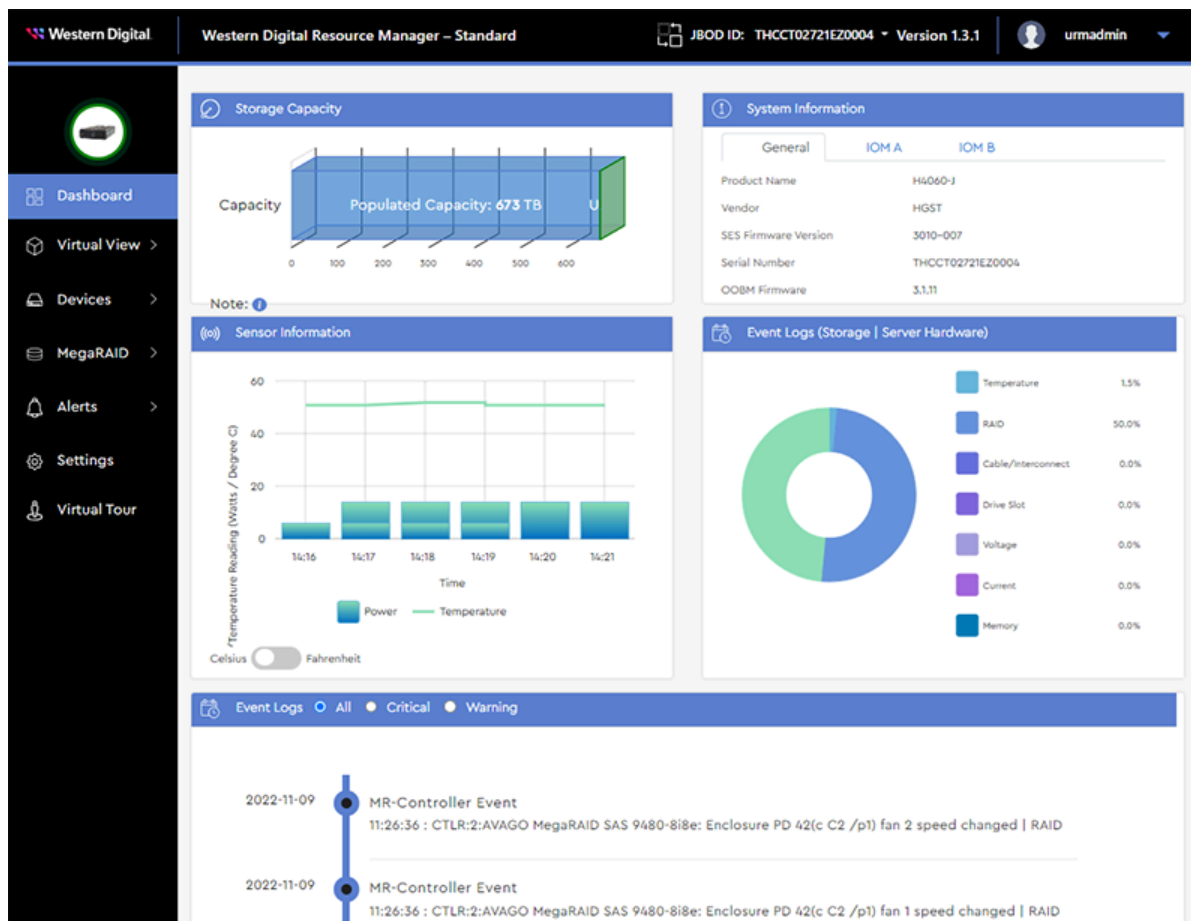 Western Digital.
Western Digital Resource Manager – Standard
JBOD ID: THCCT02721EZ0004
Version 1.3.1
urmadmin
Dashboard
Virtual View
Devices
MegaRAID
Alerts
Settings
Virtual Tour
Storage Capacity
Capacity
Populated Capacity: 673 TB
U
0 100 200 300 400 500 600
Note:
System Information
General IOM A IOM B
Product Name H4060-J
Vendor HGST
SES Firmware Version 3010-007
Serial Number THCCT02721EZ0004
OOBM Firmware 3.1.11
Sensor Information
60
40
20
0
/Temperature Reading (Watts / Degree C)
14:16 14:17 14:18 14:19 14:20 14:21
Time
Power Temperature
Celsius Fahrenheit
Event Logs (Storage | Server Hardware)
Temperature 1.5%
RAID 50.0%
Cable/Interconnect 0.0%
Drive Slot 0.0%
Voltage 0.0%
Current 0.0%
Memory 0.0%
Event Logs All Critical Warning
2022-11-09
MR-Controller Event
11:26:36 : CTLR:2:AVAGO MegaRAID SAS 9480-8i8e: Enclosure PD 42(c C2 /p1) fan 2 speed changed | RAID
2022-11-09
MR-Controller Event
11:26:36 : CTLR:2:AVAGO MegaRAID SAS 9480-8i8e: Enclosure PD 42(c C2 /p1) fan 1 speed changed | RAID